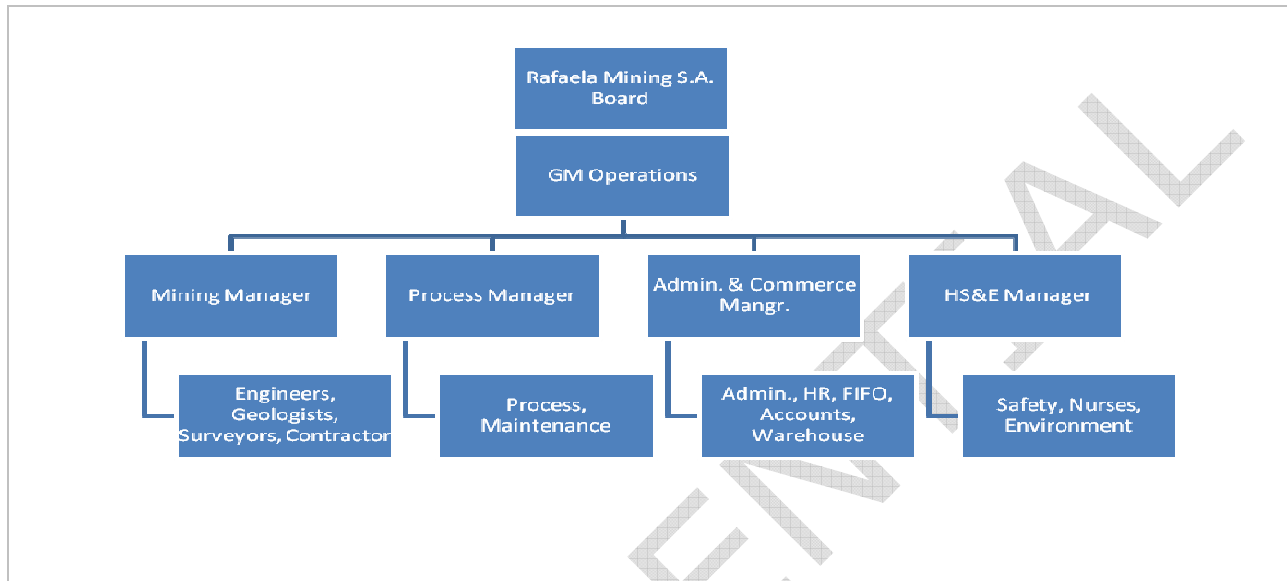 Rafaela Mining S.A.
Board
GM Operations
Mining Manager
Process Manager
Admin. & Commerce
Mangr.
HS&E Manager
Engineers,
Geologists,
Surveyors, Contractor
Process,
Maintenance
Admin., HR, FIFO,
Accounts,
Warehouse
Safety, Nurses,
Environment
ENTIAL